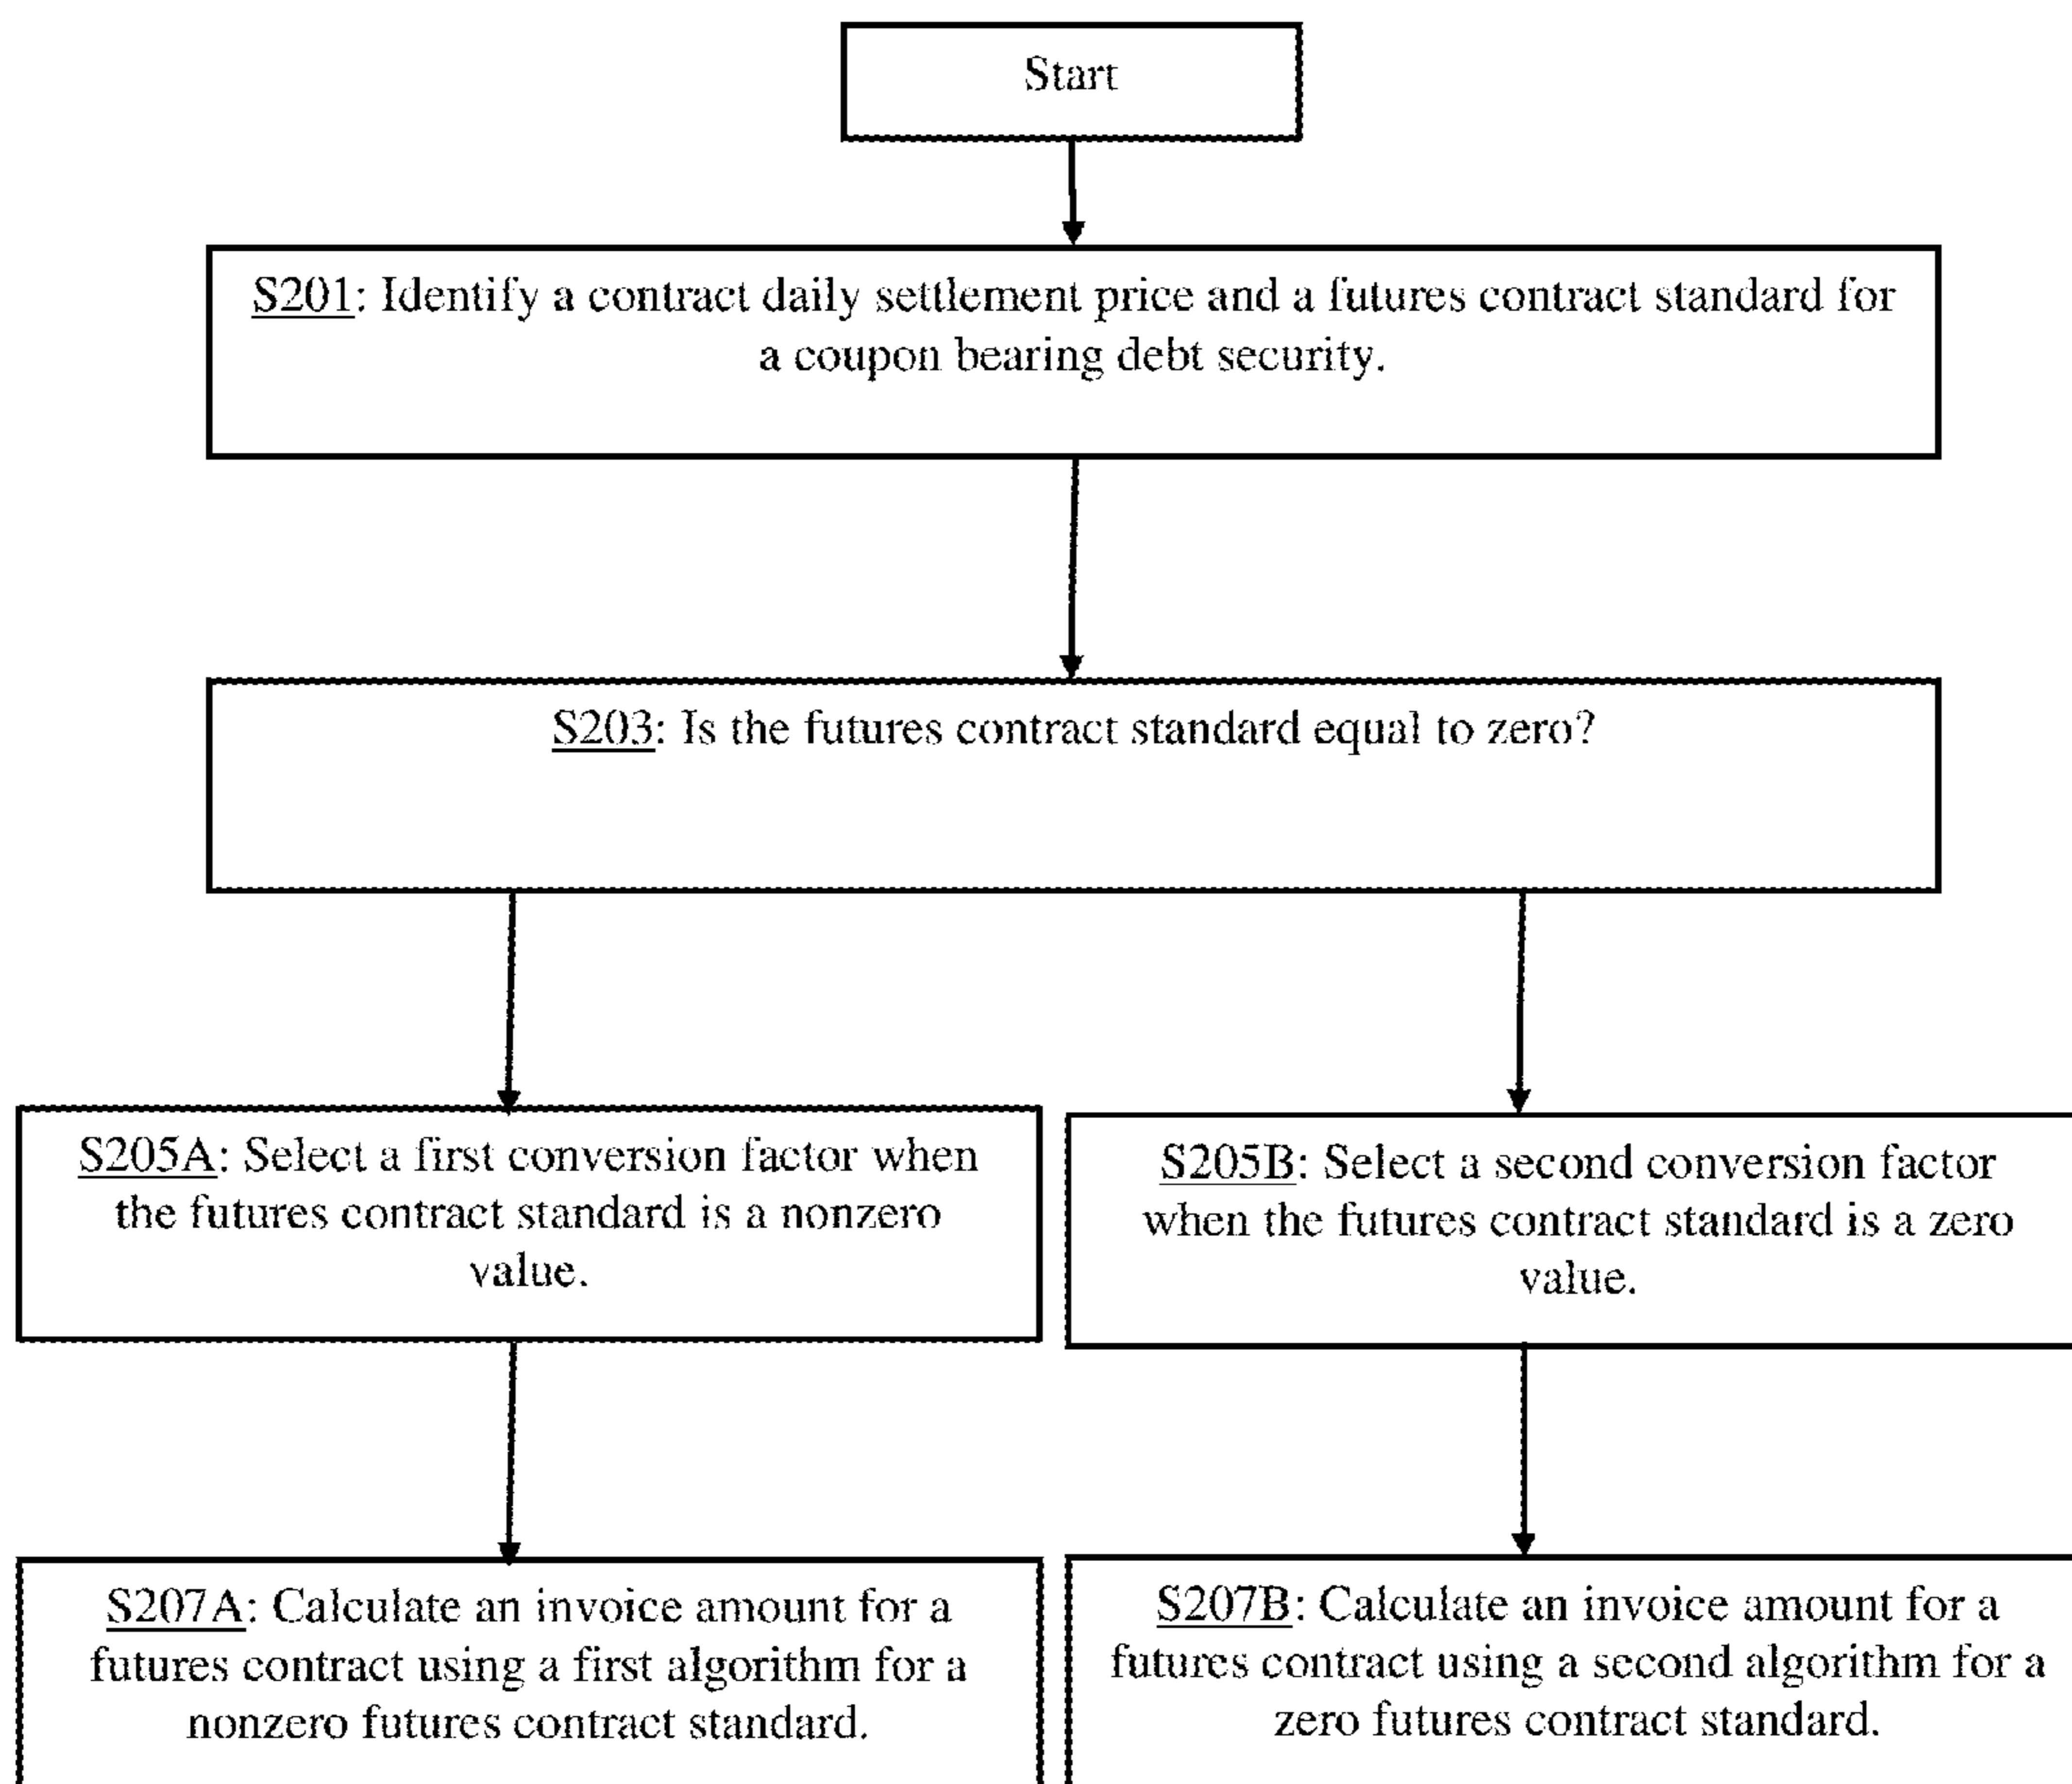 Start
S201: Identify a contract daily settlement price and a futures contract standard for
a coupon bearing debt security.
S203: Is the futures contract standard equal to zero?
S205A: Select a first conversion factor when
the futures contract standard is a nonzero
value.
S205B: Select a second conversion factor
when the futures contract standard is a zero
value.
S207A: Calculate an invoice amount for a
futures contract using a first algorithm for a
nonzero futures contract standard.
S207B: Calculate an invoice amount for a
futures contract using a second algorithm for a
zero futures contract standard.